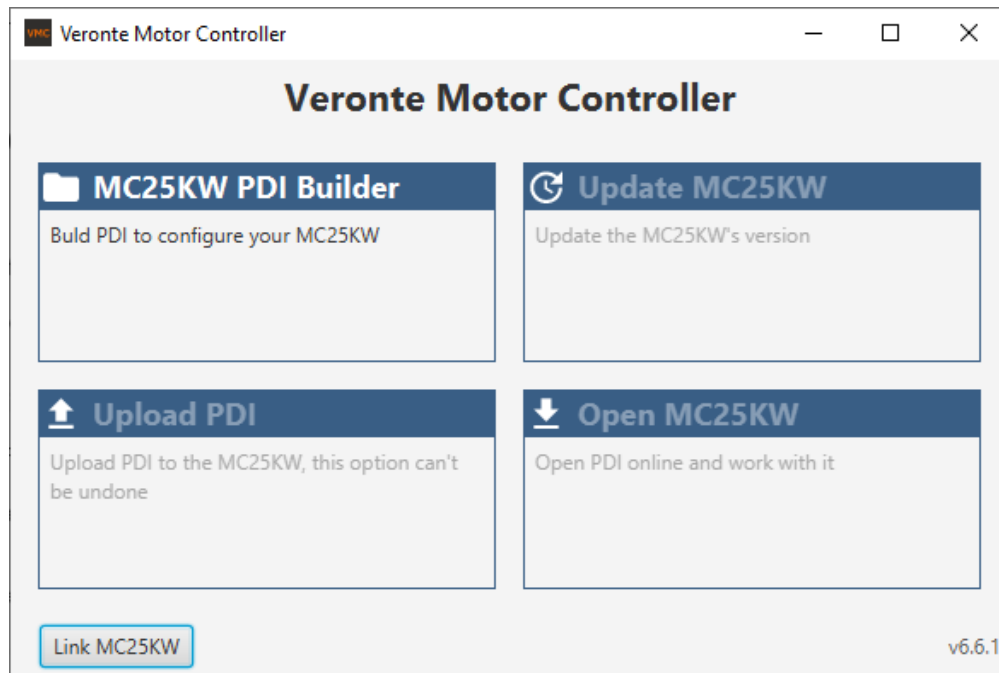 VMC Veronte Motor Controller
Veronte Motor Controller
MC25KW PDI Builder
Buld PDI to configure your MC25KW
Update MC25KW
Update the MC25KW's version
Upload PDI
Upload PDI to the MC25KW, this option can't
be undone
Open MC25KW
Open PDI online and work with it
Link MC25KW
v6.6.1